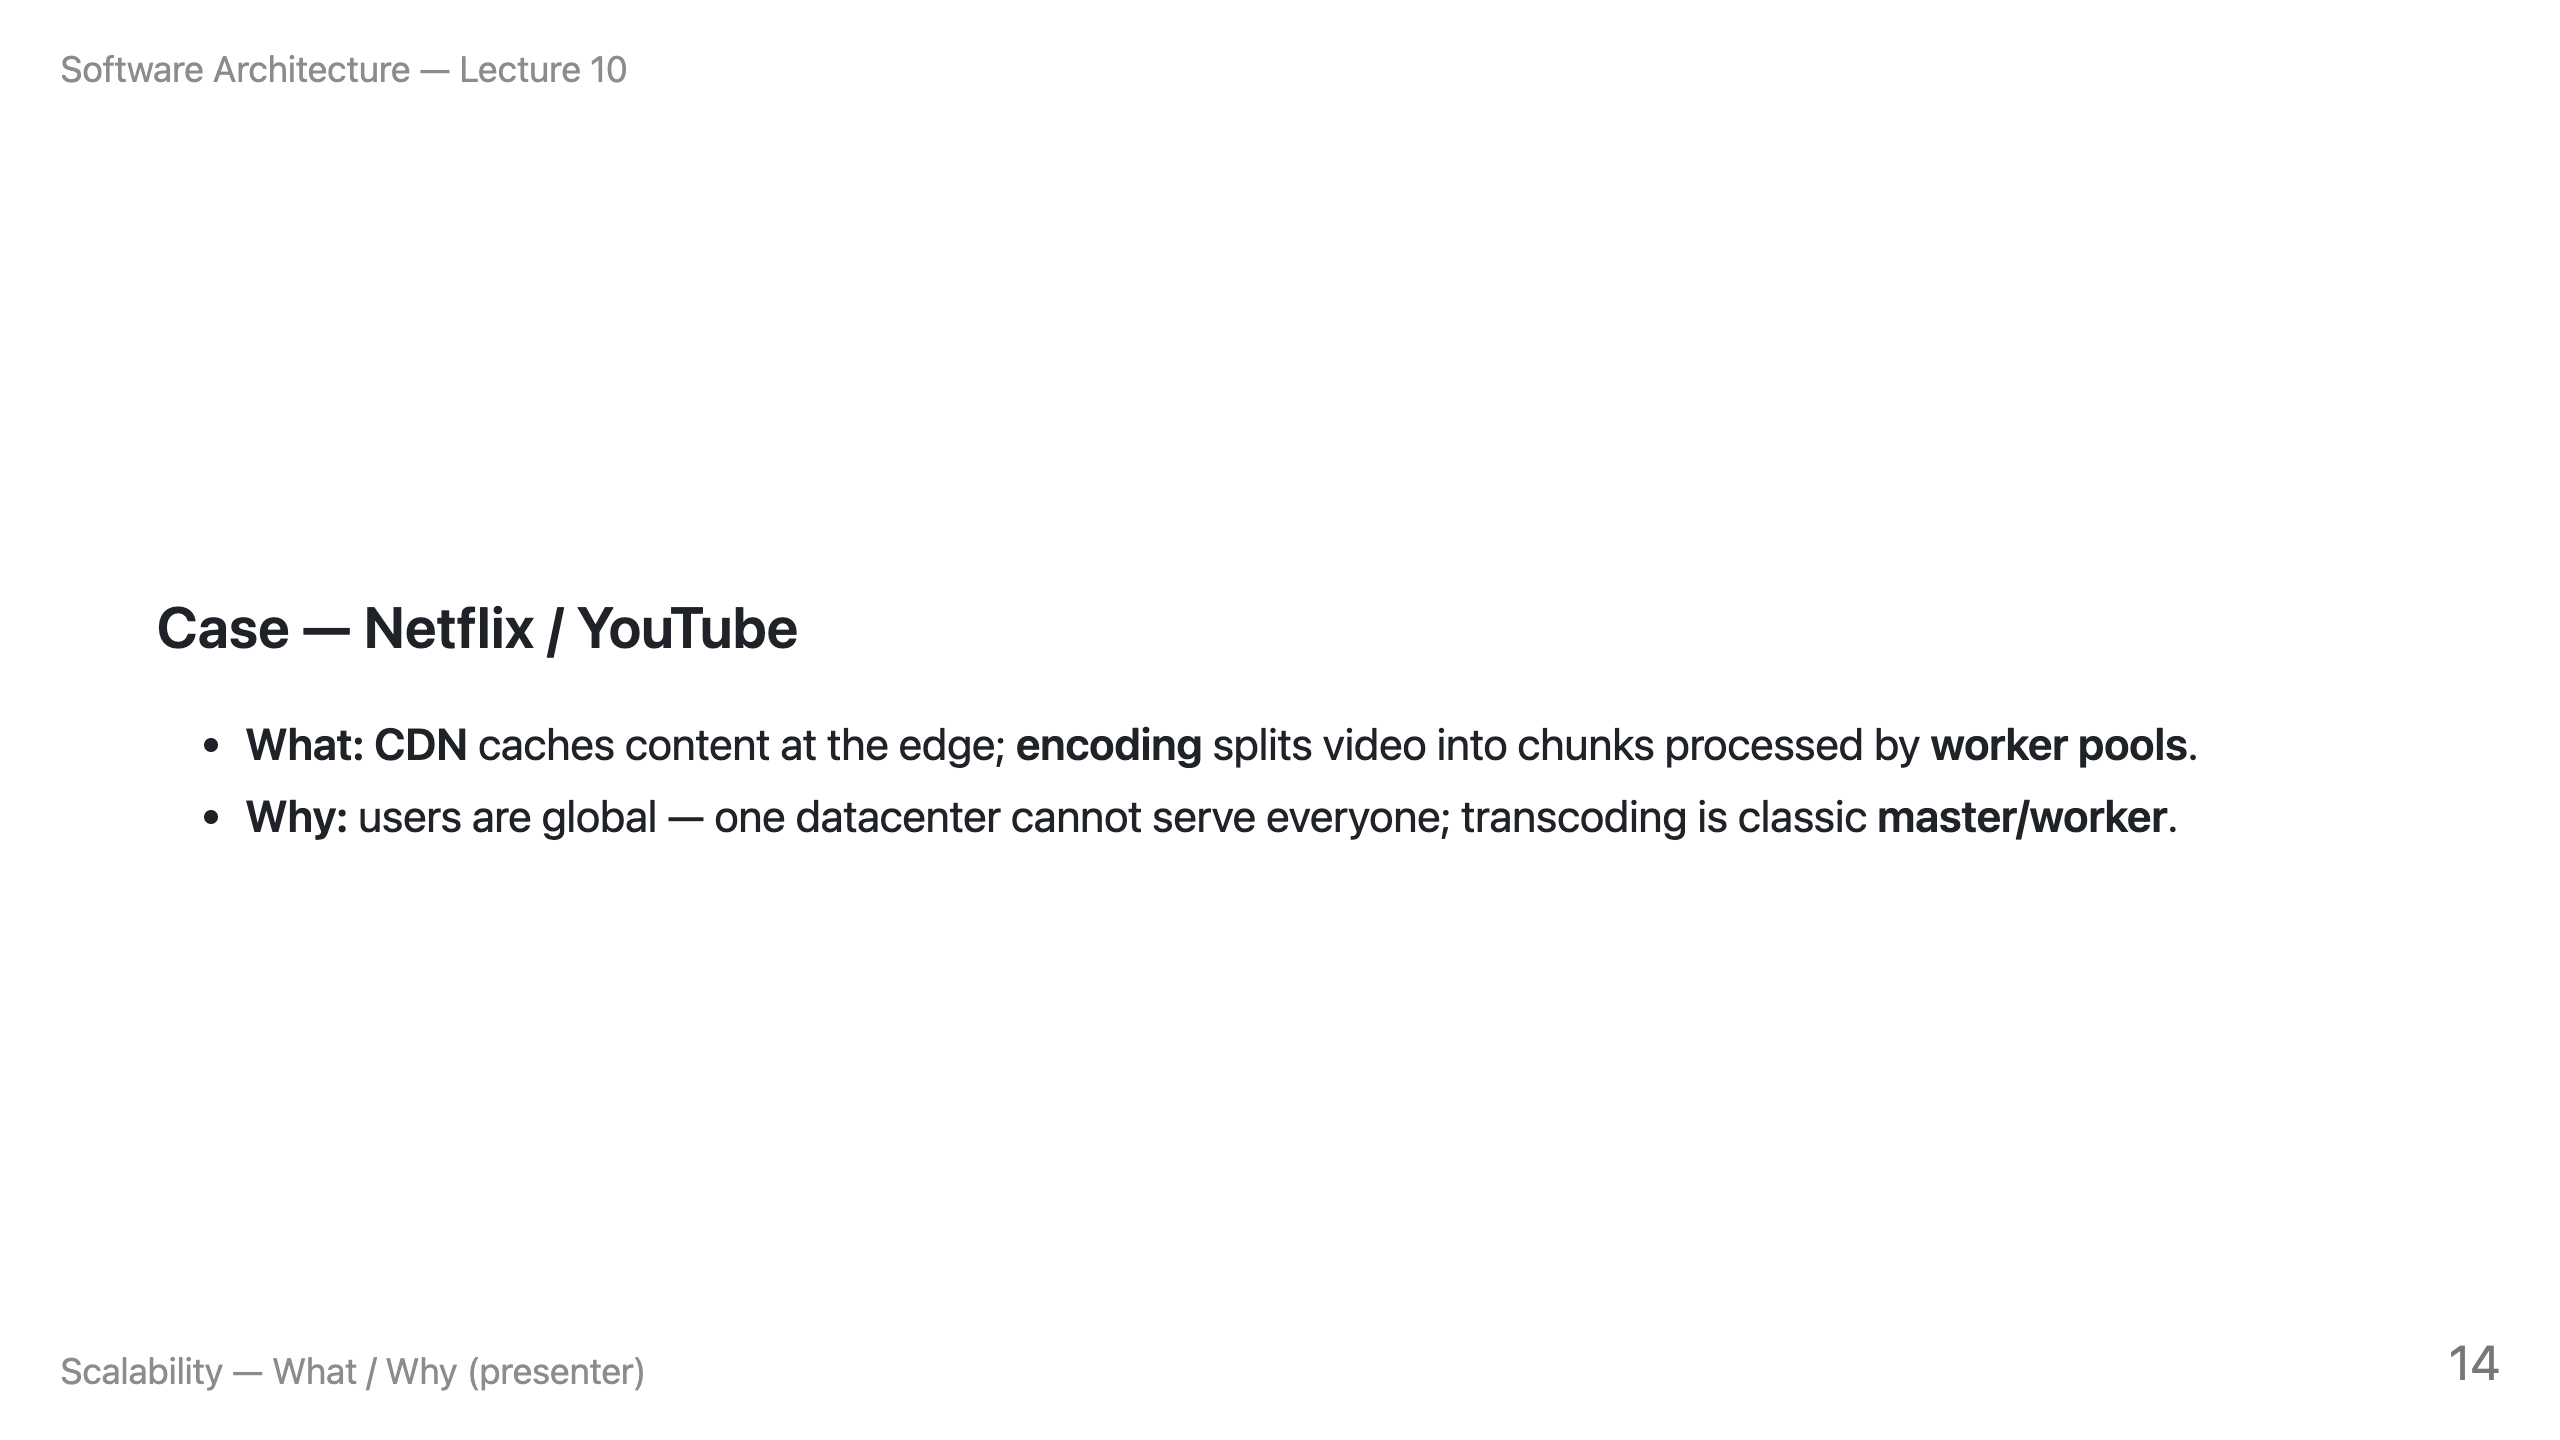 Software Architecture — Lecture 10
Case — Netflix / YouTube
• What: CDN caches content at the edge; encoding splits video into chunks processed by worker pools.
• Why: users are global — one datacenter cannot serve everyone; transcoding is classic master/worker.
Scalability — What / Why (presenter)
14